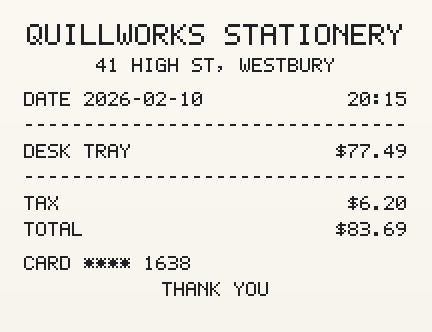 QUILLWORKS STATIONERY
41 HIGH ST, WESTBURY
DATE 2026-02-10 20:15
--------------------------------
DESK TRAY $77.49
--------------------------------
TAX $6.20
TOTAL $83.69
CARD **** 1638
THANK YOU